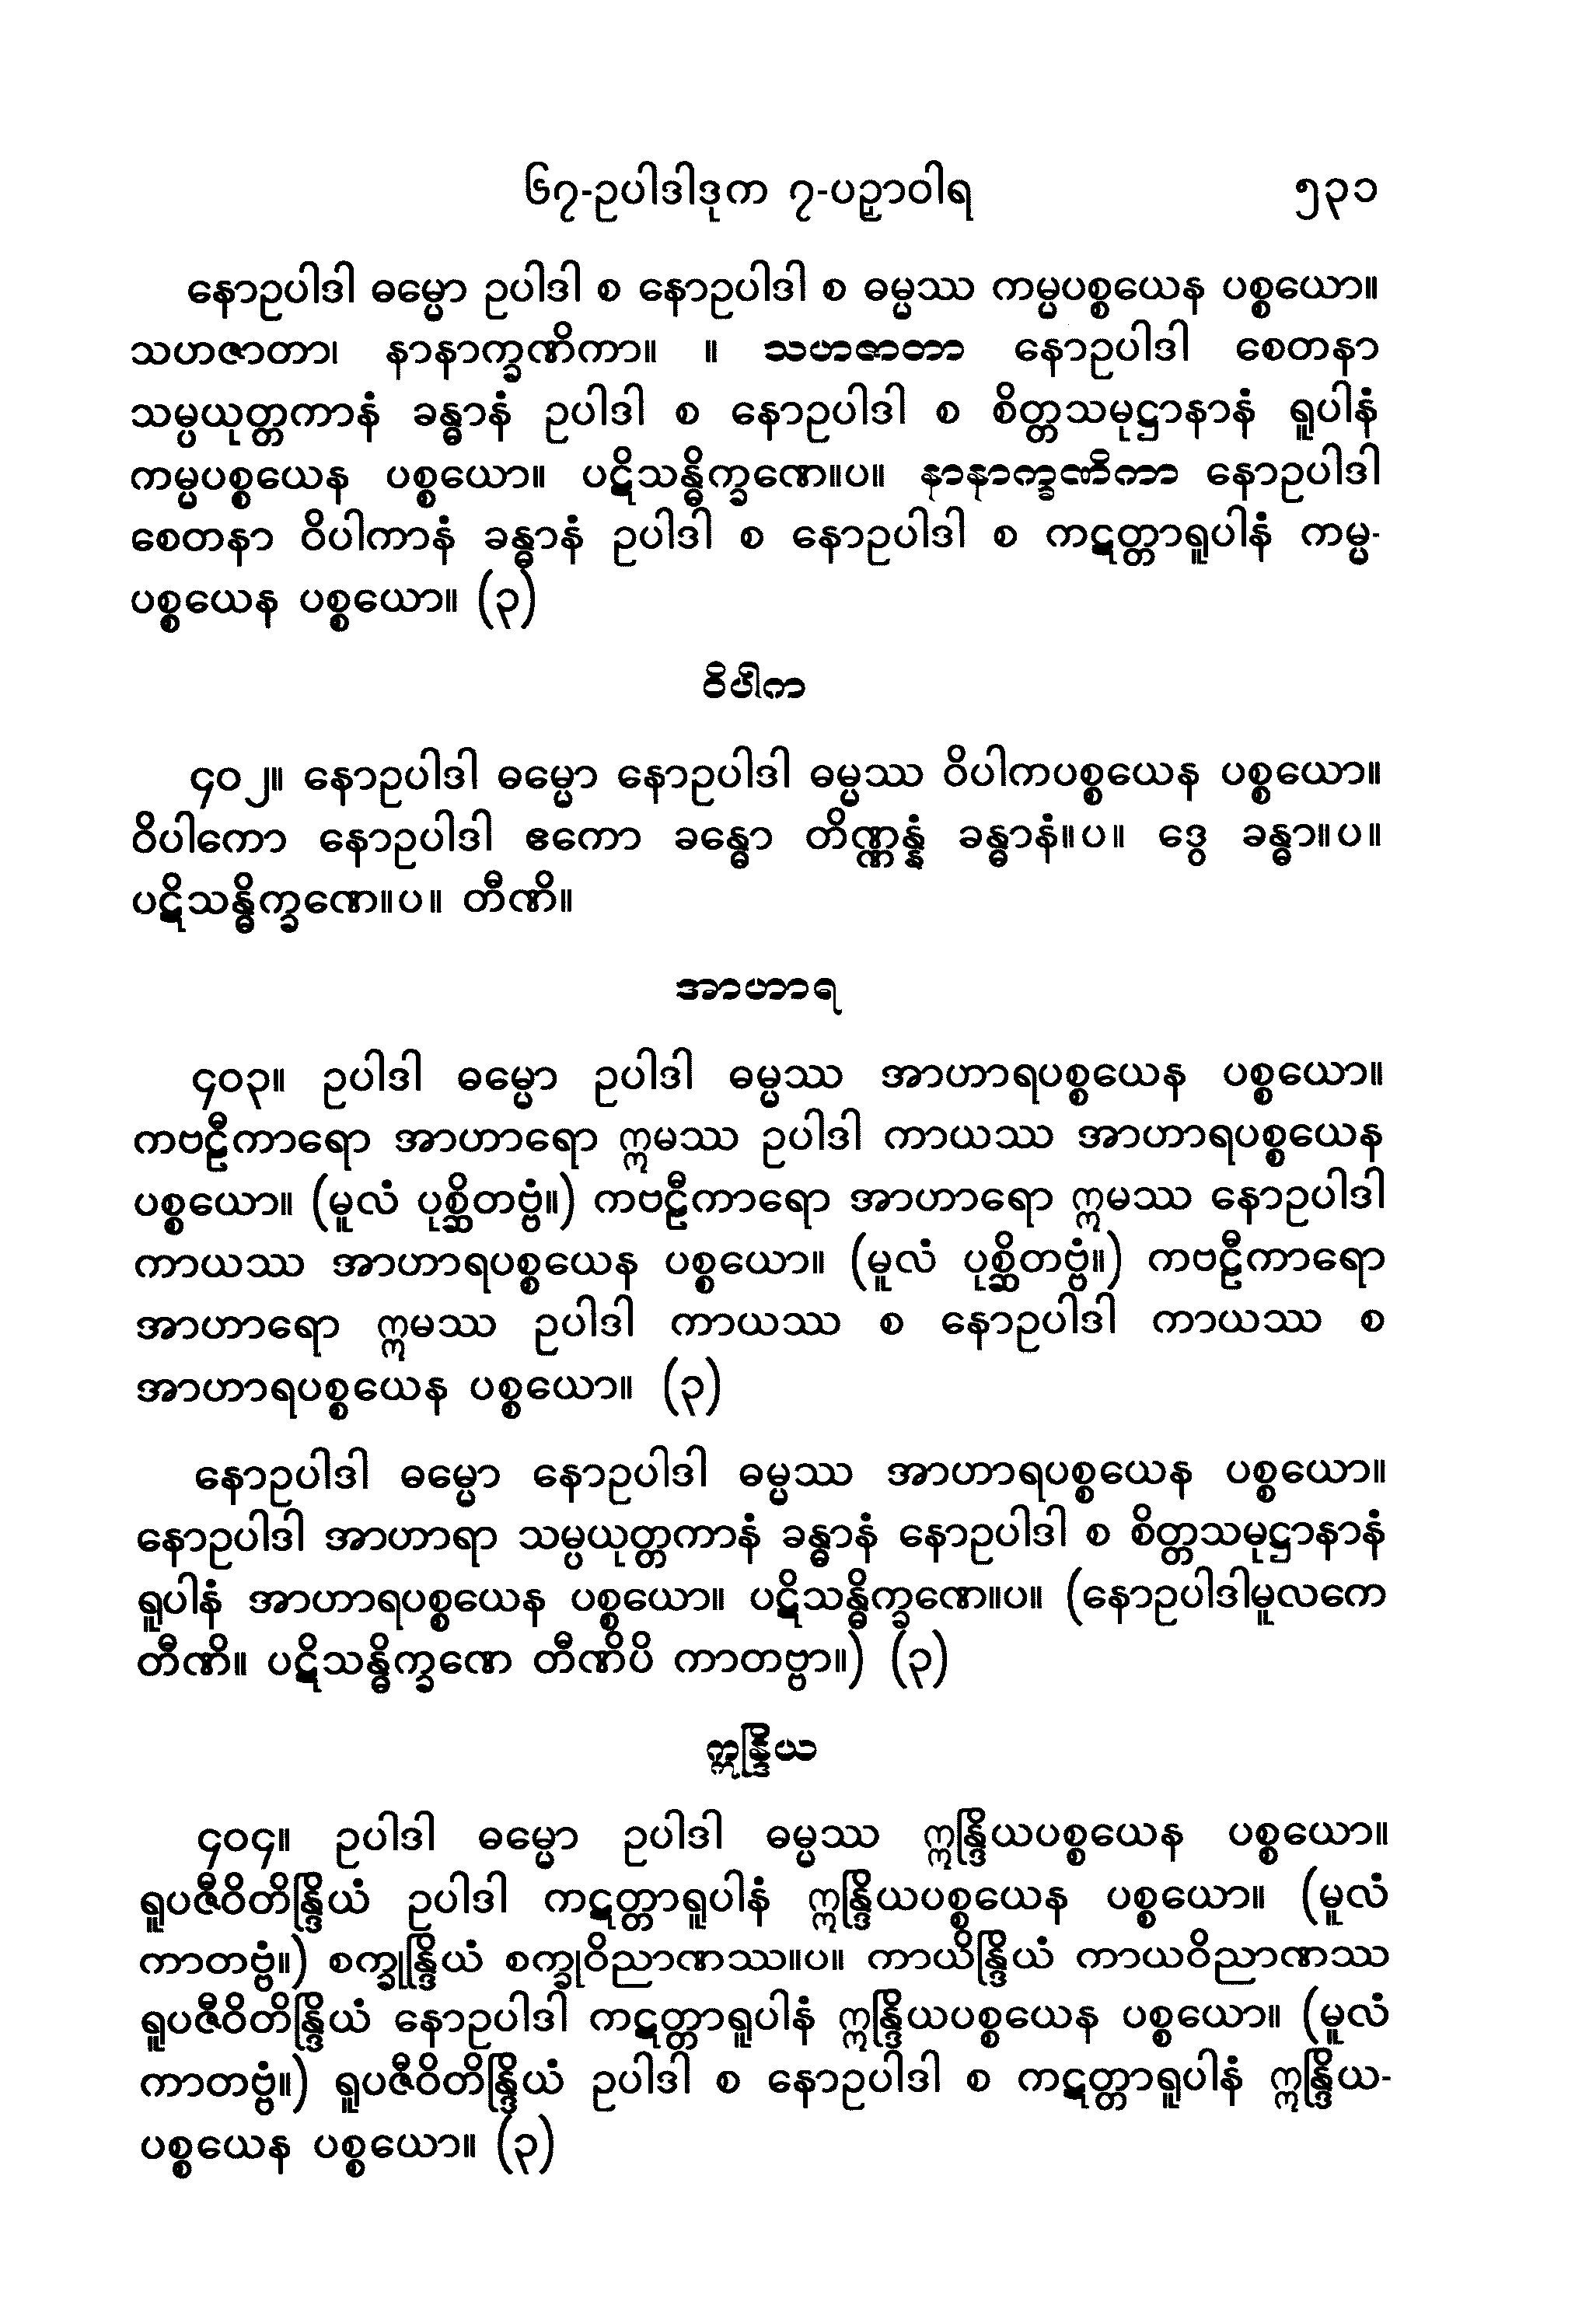 ၆၇-ဥပါဒါဒုက ၇-ပဉှာဝါရ ၅၃၁
နောဥပါဒါ ဓမ္မော ဥပါဒါ စ နောဥပါဒါ စ ဓမ္မဿ ကမ္မပစ္စယေန ပစ္စယော။
သဟဇာတာ၊ နာနာက္ခဏိကာ။ ။ သဟဇာတာ နောဥပါဒါ စေတနာ
သမ္ပယုတ္တကာနံ ခန္ဓာနံ ဥပါဒါ စ နောဥပါဒါ စ စိတ္တသမုဋ္ဌာနာနံ ရူပါနံ
ကမ္မပစ္စယေန ပစ္စယော။ ပဋိသန္ဓိက္ခဏေ။ပ။ နာနာက္ခဏိကာ နောဥပါဒါ
စေတနာ ဝိပါကာနံ ခန္ဓာနံ ဥပါဒါ စ နောဥပါဒါ စ ကဋတ္တာရူပါနံ ကမ္မ-
ပစ္စယေန ပစ္စယော။ (၃)
ဝိပါက
၄၀၂။ နောဥပါဒါ ဓမ္မော နောဥပါဒါ ဓမ္မဿ ဝိပါကပစ္စယေန ပစ္စယော။
ဝိပါကော နောဥပါဒါ ဧကော ခန္ဓော တိဏ္ဏန္နံ ခန္ဓာနံ။ပ။ ဒွေ ခန္ဓာ။ပ။
ပဋိသန္ဓိက္ခဏေ။ပ။ တီဏိ။
အာဟာရ
၄၀၃။ ဥပါဒါ ဓမ္မော ဥပါဒါ ဓမ္မဿ အာဟာရပစ္စယေန ပစ္စယော။
ကဗဠီကာရော အာဟာရော ဣမဿ ဥပါဒါ ကာယဿ အာဟာရပစ္စယေန
ပစ္စယော။ (မူလံ ပုစ္ဆိတဗ္ဗံ။) ကဗဠီကာရော အာဟာရော ဣမဿ နောဥပါဒါ
ကာယဿ အာဟာရပစ္စယေန ပစ္စယော။ (မူလံ ပုစ္ဆိတဗ္ဗံ။) ကဗဠီကာရော
အာဟာရော ဣမဿ ဥပါဒါ ကာယဿ စ နောဥပါဒါ ကာယဿ စ
အာဟာရပစ္စယေန ပစ္စယော။ (၃)
နောဥပါဒါ ဓမ္မော နောဥပါဒါ ဓမ္မဿ အာဟာရပစ္စယေန ပစ္စယော။
နောဥပါဒါ အာဟာရာ သမ္ပယုတ္တကာနံ ခန္ဓာနံ နောဥပါဒါ စ စိတ္တသမုဋ္ဌာနာနံ
ရူပါနံ အာဟာရပစ္စယေန ပစ္စယော။ ပဋိသန္ဓိက္ခဏေ။ပ။ (နောဥပါဒါမူလကေ
တီဏိ။ ပဋိသန္ဓိက္ခဏေ တီဏိပိ ကာတဗ္ဗာ။) (၃)
ဣန္ဒြိယ
၄၀၄။ ဥပါဒါ ဓမ္မော ဥပါဒါ ဓမ္မဿ ဣန္ဒြိယပစ္စယေန ပစ္စယော။
ရူပဇီဝိတိန္ဒြိယံ ဥပါဒါ ကဋတ္တာရူပါနံ ဣန္ဒြိယပစ္စယေန ပစ္စယော။ (မူလံ
ကာတဗ္ဗံ။) စက္ခုန္ဒြိယံ စက္ခုဝိညာဏဿ။ပ။ ကာယိန္ဒြိယံ ကာယဝိညာဏဿ
ရူပဇီဝိတိန္ဒြိယံ နောဥပါဒါ ကဋတ္တာရူပါနံ ဣန္ဒြိယပစ္စယေန ပစ္စယော။ (မူလံ
ကာတဗ္ဗံ။) ရူပဇီဝိတိန္ဒြိယံ ဥပါဒါ စ နောဥပါဒါ စ ကဋတ္တာရူပါနံ ဣန္ဒြိယ-
ပစ္စယေန ပစ္စယော။ (၃)